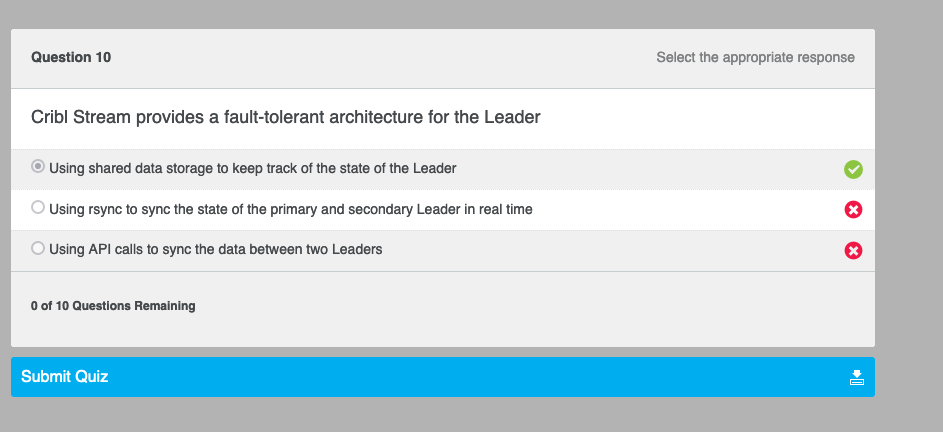 Question 10
Select the appropriate response
Cribl Stream provides a fault-tolerant architecture for the Leader
Using shared data storage to keep track of the state of the Leader
Using rsync to sync the state of the primary and secondary Leader in real time
Using API calls to sync the data between two Leaders
0 of 10 Questions Remaining
Submit Quiz